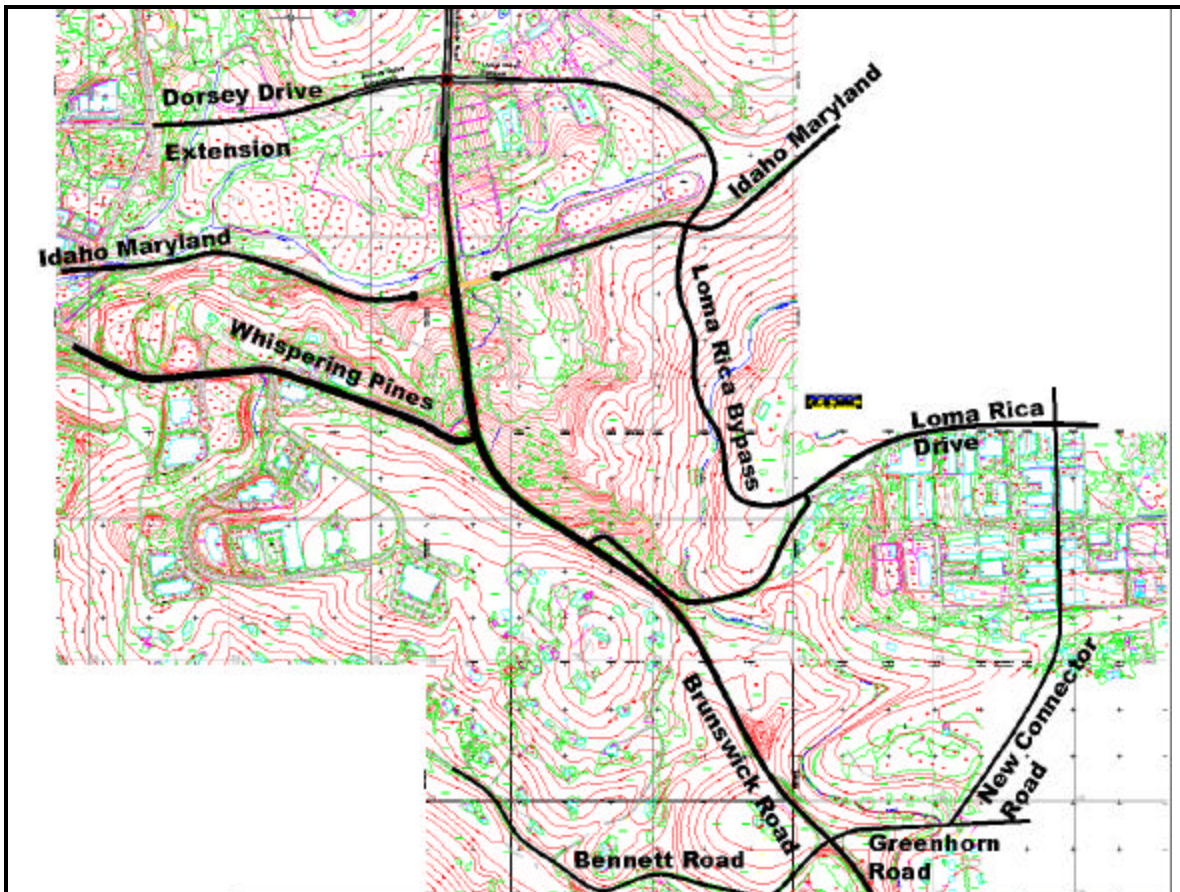 Dorsey Drive
Extension
Idaho Maryland
Idaho Maryland
Whispering Pines
Loma Rica Bypass
Loma Rica
Drive
New Connector
Road
Brunswick Road
Greenhorn
Road
Bennett Road